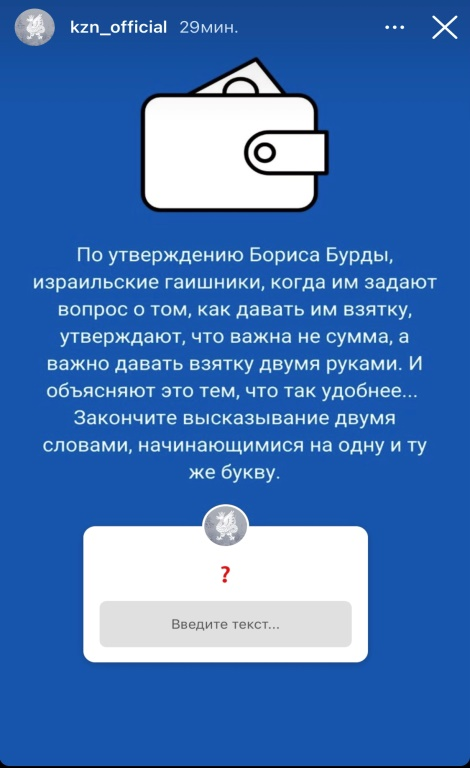 kzn_official 29мин.
По утверждению Бориса Бурды,
израильские гаишники, когда им задают
вопрос о том, как давать им взятку,
утверждают, что важна не сумма, а
важно давать взятку двумя руками. И
объясняют это тем, что так удобнее...
Закончите высказывание двумя
словами, начинающимися на одну и ту
же букву.
?
Введите текст...